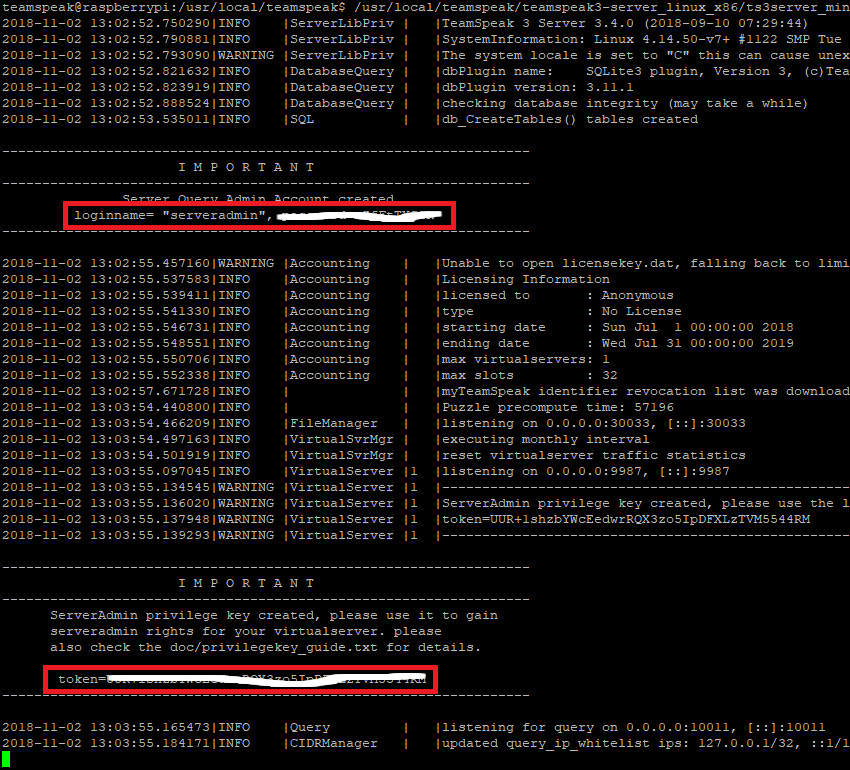 teamspeak@raspberrypi:/usr/local/teamspeak$ /usr/local/teamspeak/teamspeak3-server_linux_x86/ts3server_min
2018-11-02 13:02:52.750290|INFO    |ServerLibPriv |   |TeamSpeak 3 Server 3.4.0 (2018-09-10 07:29:44)
2018-11-02 13:02:52.790881|INFO    |ServerLibPriv |   |SystemInformation: Linux 4.14.50-v7+ #1122 SMP Tue
2018-11-02 13:02:52.793090|WARNING |ServerLibPriv |   |The system locale is set to "C" this can cause unex
2018-11-02 13:02:52.821632|INFO    |DatabaseQuery |   |dbPlugin name:    SQLite3 plugin, Version 3, (c)Tea
2018-11-02 13:02:52.823919|INFO    |DatabaseQuery |   |dbPlugin version: 3.11.1
2018-11-02 13:02:52.888524|INFO    |DatabaseQuery |   |checking database integrity (may take a while)
2018-11-02 13:02:53.535011|INFO    |SQL           |   |db_CreateTables() tables created
------------------------------------------------------------------
I M P O R T A N T
------------------------------------------------------------------
Server Query Admin Account created
loginname= "serveradmin",
------------------------------------------------------------------
2018-11-02 13:02:55.457160|WARNING |Accounting    |   |Unable to open licensekey.dat, falling back to limi
2018-11-02 13:02:55.537583|INFO    |Accounting    |   |Licensing Information
2018-11-02 13:02:55.539411|INFO    |Accounting    |   |licensed to       : Anonymous
2018-11-02 13:02:55.541330|INFO    |Accounting    |   |type              : No License
2018-11-02 13:02:55.546731|INFO    |Accounting    |   |starting date     : Sun Jul  1 00:00:00 2018
2018-11-02 13:02:55.548551|INFO    |Accounting    |   |ending date       : Wed Jul 31 00:00:00 2019
2018-11-02 13:02:55.550706|INFO    |Accounting    |   |max virtualservers: 1
2018-11-02 13:02:55.552338|INFO    |Accounting    |   |max slots         : 32
2018-11-02 13:02:57.671728|INFO    |              |   |myTeamSpeak identifier revocation list was download
2018-11-02 13:03:54.440800|INFO    |              |   |Puzzle precompute time: 57196
2018-11-02 13:03:54.466209|INFO    |FileManager   |   |listening on 0.0.0.0:30033, [::]:30033
2018-11-02 13:03:54.497163|INFO    |VirtualSvrMgr |   |executing monthly interval
2018-11-02 13:03:54.501919|INFO    |VirtualSvrMgr |   |reset virtualserver traffic statistics
2018-11-02 13:03:55.097045|INFO    |VirtualServer |1  |listening on 0.0.0.0:9987, [::]:9987
2018-11-02 13:03:55.134545|WARNING |VirtualServer |1  |----------------------------------------------------
2018-11-02 13:03:55.136020|WARNING |VirtualServer |1  |ServerAdmin privilege key created, please use the l
2018-11-02 13:03:55.137948|WARNING |VirtualServer |1  |token=UUR+1shzbYWcEedwrRQX3zo5IpDFXLzTVM5544RM
2018-11-02 13:03:55.139293|WARNING |VirtualServer |1  |----------------------------------------------------
------------------------------------------------------------------
I M P O R T A N T
------------------------------------------------------------------
ServerAdmin privilege key created, please use it to gain
serveradmin rights for your virtualserver. please
also check the doc/privilegekey_guide.txt for details.
token=
------------------------------------------------------------------
2018-11-02 13:03:55.165473|INFO    |Query         |   |listening for query on 0.0.0.0:10011, [::]:10011
2018-11-02 13:03:55.184171|INFO    |CIDRManager   |   |updated query_ip_whitelist ips: 127.0.0.1/32, ::1/1